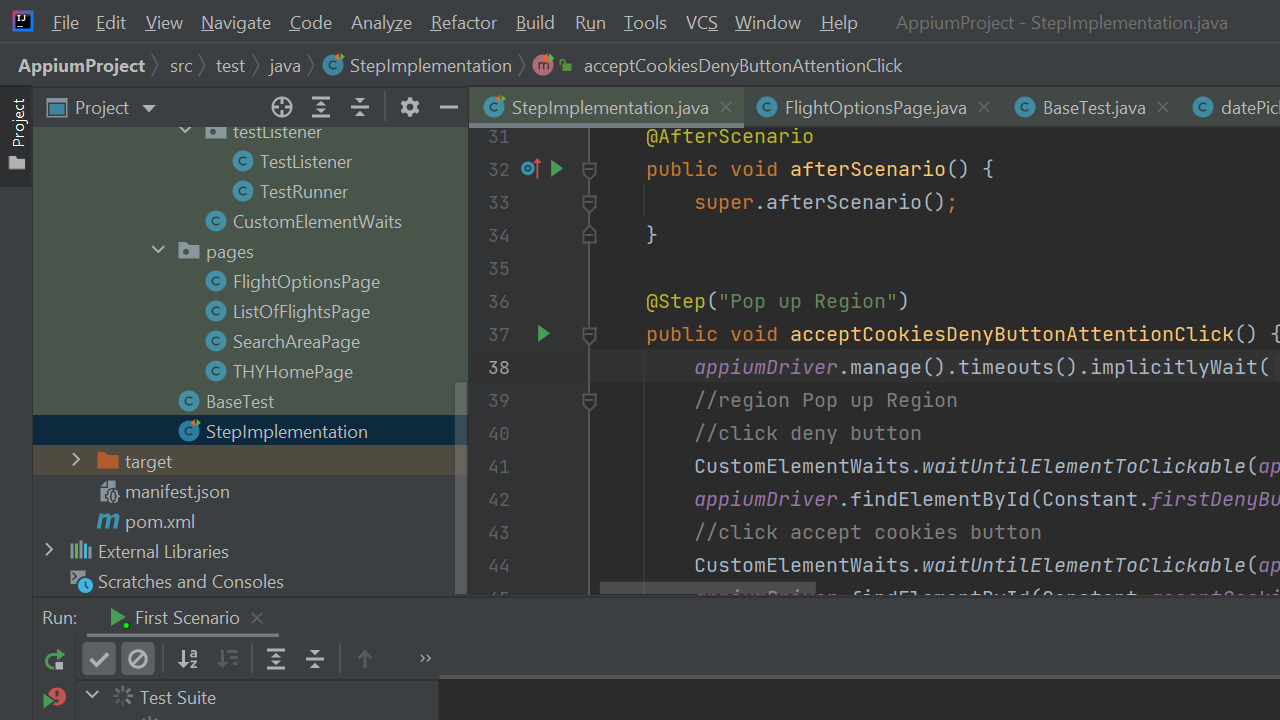 File Edit View Navigate Code Analyze Refactor Build Run Tools VCS Window Help AppiumProject - StepImplementation.java
AppiumProject src test java StepImplementation acceptCookiesDenyButtonAttentionClick
Project
Project
StepImplementation.java FlightOptionsPage.java BaseTest.java datePic
testListener
TestListener
TestRunner
CustomElementWaits
pages
FlightOptionsPage
ListOfFlightsPage
SearchAreaPage
THYHomePage
BaseTest
StepImplementation
target
manifest.json
pom.xml
External Libraries
Scratches and Consoles
31 @AfterScenario
32 public void afterScenario() {
33 super.afterScenario();
34 }
35
36 @Step("Pop up Region")
37 public void acceptCookiesDenyButtonAttentionClick() {
38 appiumDriver.manage().timeouts().implicitlyWait(
39 //region Pop up Region
40 //click deny button
41 CustomElementWaits.waitUntilElementToClickable(ap
42 appiumDriver.findElementById(Constant.firstDenyBu
43 //click accept cookies button
44 CustomElementWaits.waitUntilElementToClickable(ap
45 appiumDriver.findElementById(Constant.acceptCooki
Run: First Scenario
Test Suite